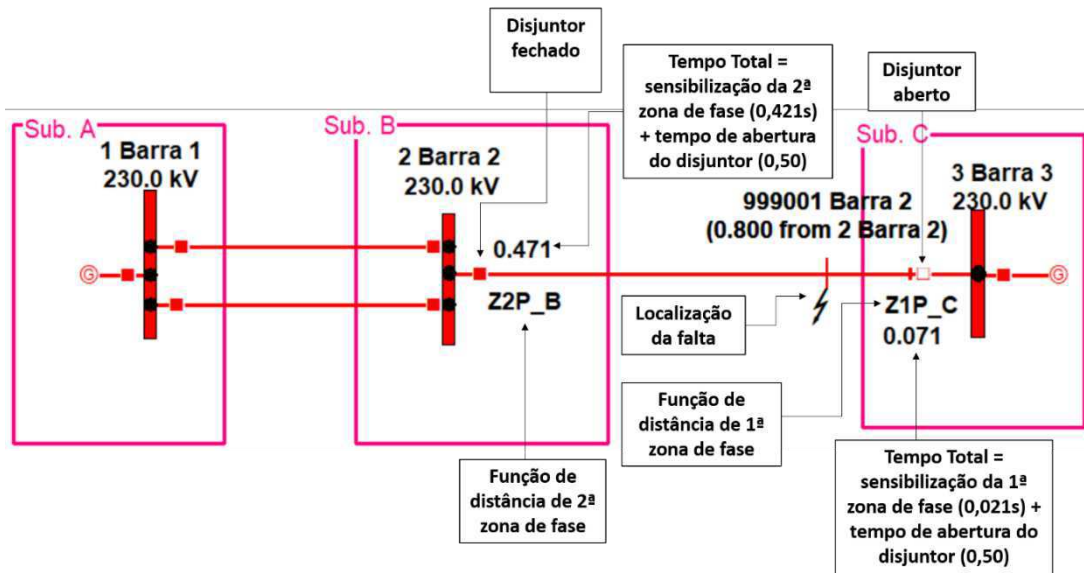 Disjuntor
fechado
Tempo Total =
sensibilização da 2ª
zona de fase (0,421s)
+ tempo de abertura
do disjuntor (0,50)
Disjuntor
aberto
Sub. A
1 Barra 1
230.0 kV
G
Sub. B
2 Barra 2
230.0 kV
0.471
Z2P_B
999001 Barra 2
(0.800 from 2 Barra 2)
Sub. C
3 Barra 3
230.0 kV
G
Z1P_C
0.071
Localização
da falta
Função de
distância de 1ª
zona de fase
Função de
distância de 2ª
zona de fase
Tempo Total =
sensibilização da 1ª
zona de fase (0,021s) +
tempo de abertura do
disjuntor (0,50)